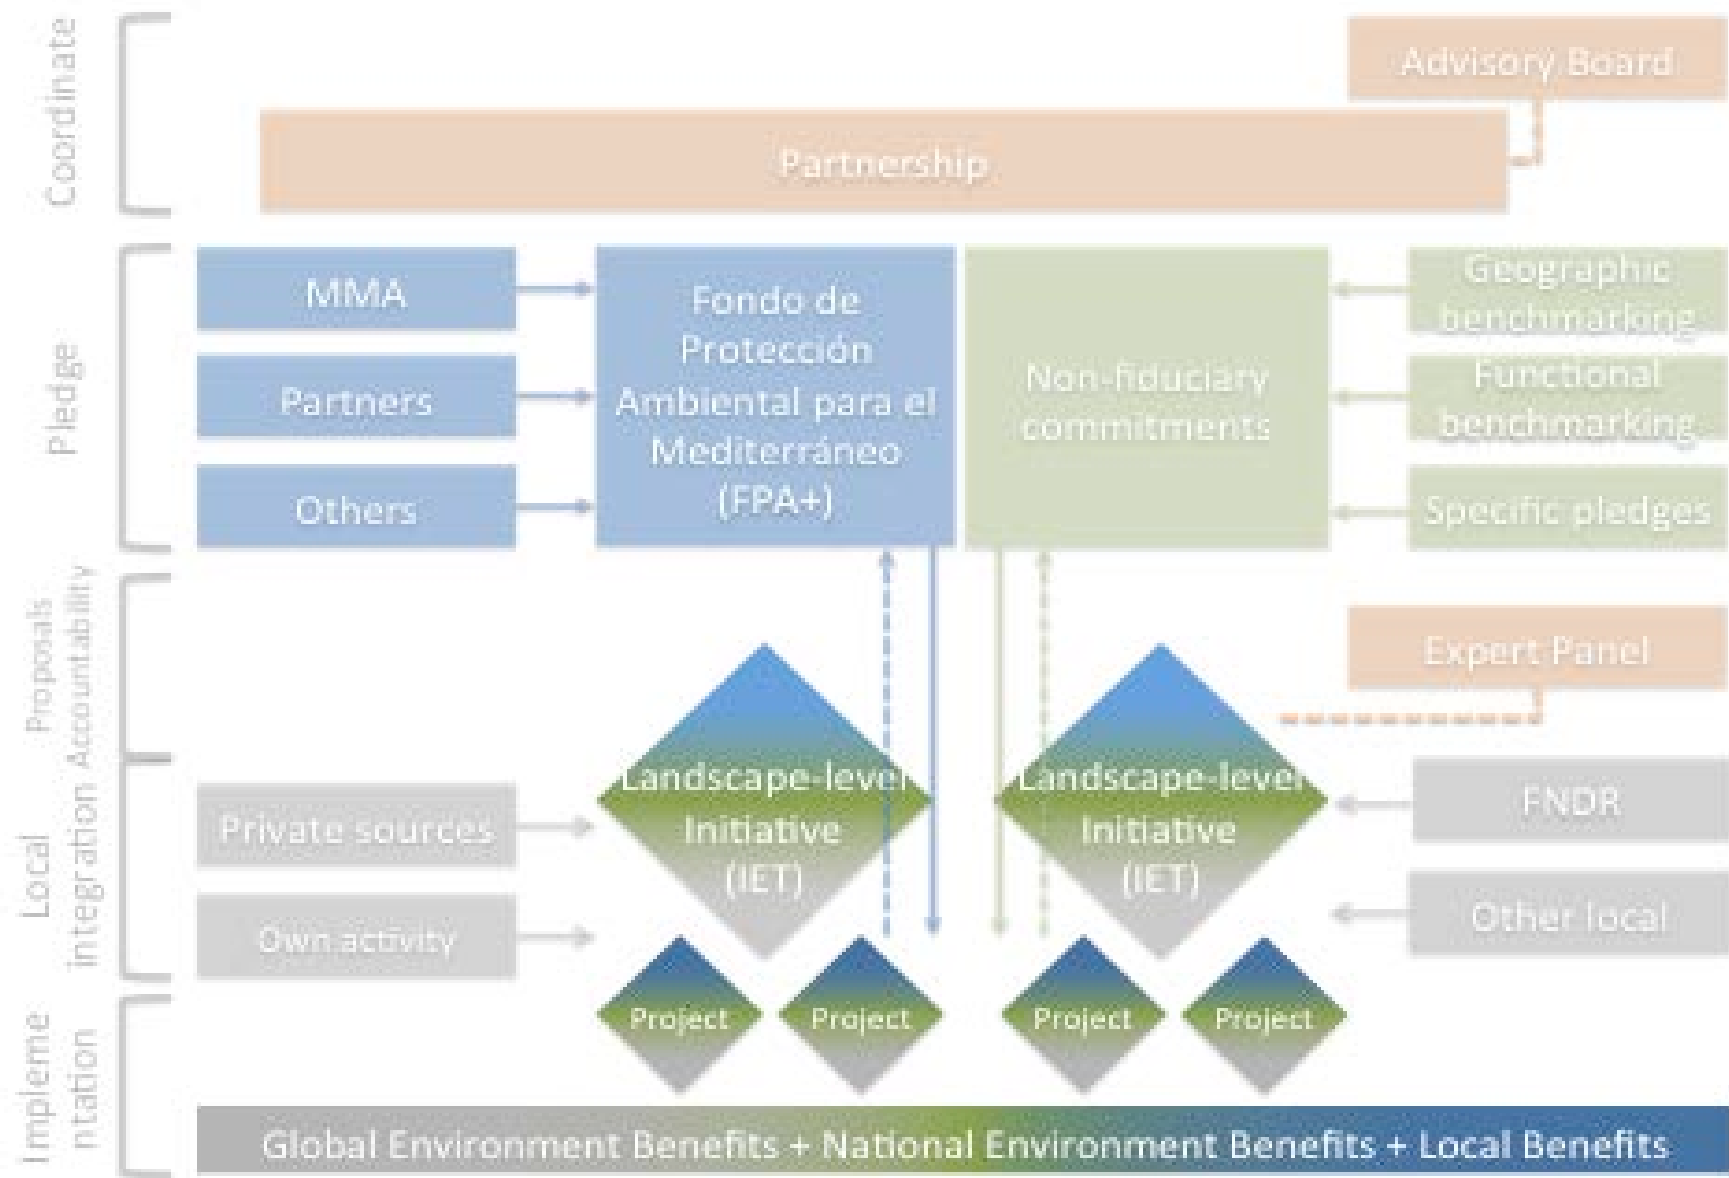 Coordinate
Advisory Board
Partnership
Pledge
MMA
Partners
Others
Fondo de
Protección
Ambiental para el
Mediterráneo
(FPA+)
Non-fiduciary
commitments
Geographic
benchmarking
Functional
benchmarking
Specific pledges
Proposals
Accountability
Expert Panel
Local
integration
Private sources
Own activity
Landscape-level
Initiative
(IET)
Landscape-level
Initiative
(IET)
FNDR
Other local
Impleme
ntation
Project
Project
Project
Project
Global Environment Benefits + National Environment Benefits + Local Benefits